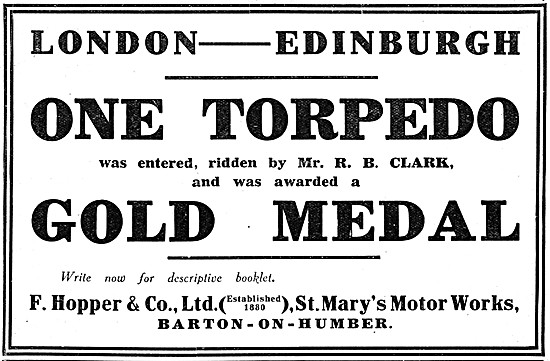 LONDON—EDINBURGH
ONE TORPEDO
was entered, ridden by Mr. R. B. CLARK,
and was awarded a
GOLD MEDAL
Write now for descriptive booklet.
F. Hopper & Co., Ltd. (Established 1880), St. Mary's Motor Works,
BARTON-ON-HUMBER.